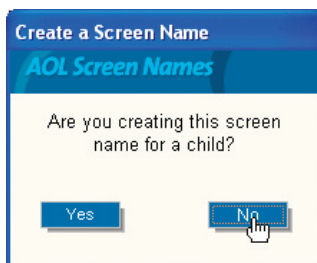 Create a Screen Name
AOL Screen Names
Are you creating this screen
name for a child?
Yes
No